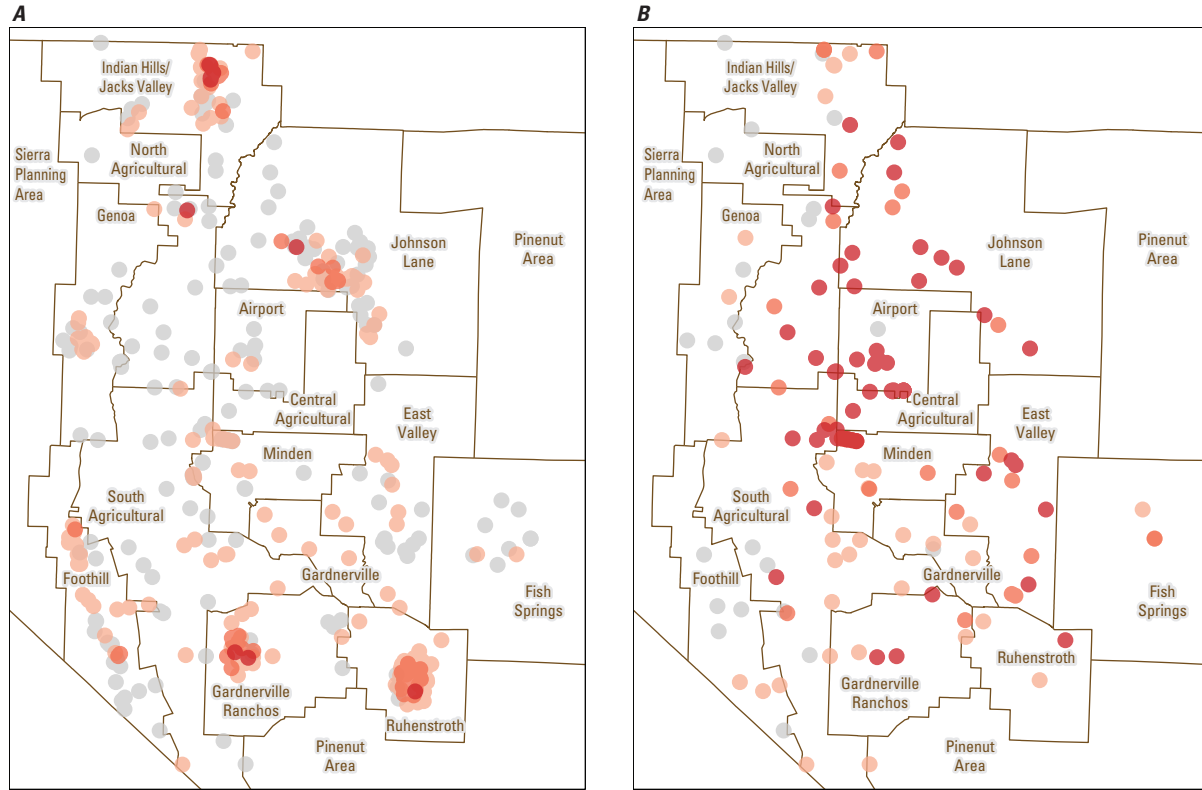 A
Indian Hills/
Jacks Valley
North
Agricultural
Sierra
Planning
Area
Genoa
Johnson
Lane
Pinenut
Area
Airport
Central
Agricultural
East
Valley
Minden
South
Agricultural
Gardnerville
Foothill
Fish
Springs
Gardnerville
Ranchos
Ruhenstroth
Pinenut
Area
B
Indian Hills/
Jacks Valley
North
Agricultural
Sierra
Planning
Area
Genoa
Johnson
Lane
Pinenut
Area
Airport
Central
Agricultural
East
Valley
Minden
South
Agricultural
Gardnerville
Foothill
Fish
Springs
Ruhenstroth
Gardnerville
Ranchos
Pinenut
Area